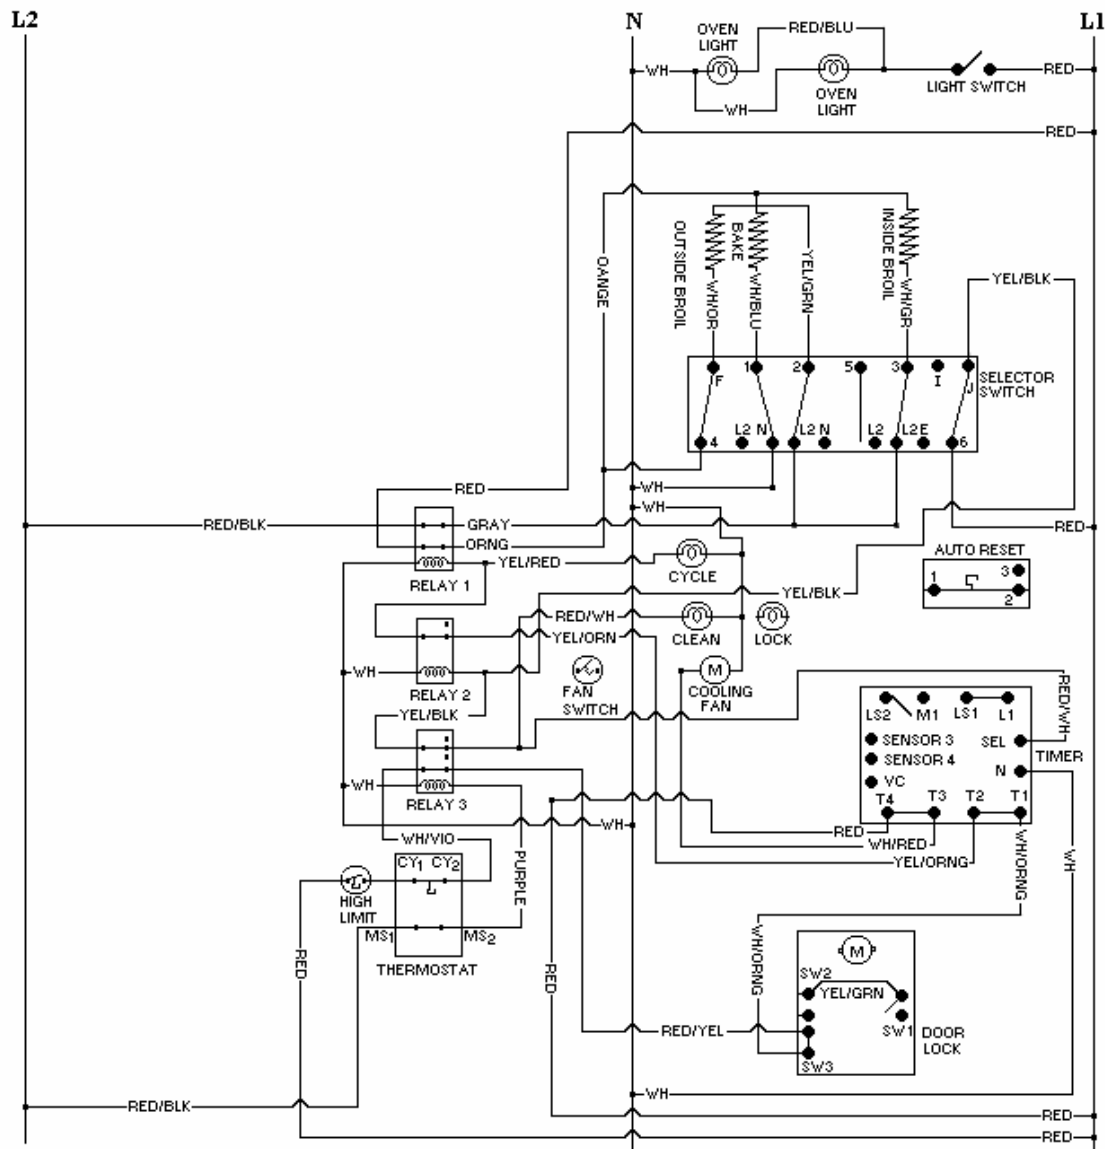 L2
N
L1
OVEN
LIGHT
RED/BLU
WH
RED
OVEN
LIGHT
LIGHT SWITCH
WH
RED
OUTSIDE BROIL
BAKE
INSIDE BROIL
OANGE
WH/OR
WH/BLU
YEL/GRN
WH/GR
YEL/BLK
F
1
2
5
3
I
J
SELECTOR
SWITCH
4
L2
N
L2
N
L2
L2
E
6
RED
WH
WH
RED/BLK
GRAY
RED
ORNG
AUTO RESET
YEL/RED
CYCLE
RELAY 1
1
3
2
YEL/BLK
RED/WH
YEL/ORN
CLEAN
LOCK
WH
RELAY 2
FAN
SWITCH
M
COOLING
FAN
YEL/BLK
RED/WH
LS2
M1
LS1
L1
SENSOR 3
SEL
TIMER
SENSOR 4
N
VC
WH
RELAY 3
T4
T3
T2
T1
WH
RED
WH/RED
YEL/ORNG
WH/VIO
PURPLE
WH/ORNG
WH
CY1
CY2
HIGH
LIMIT
MS1
MS2
THERMOSTAT
RED
RED
WH/ORNG
M
SW2
YEL/GRN
SW1
DOOR
LOCK
RED/YEL
SW3
WH
RED/BLK
RED
RED